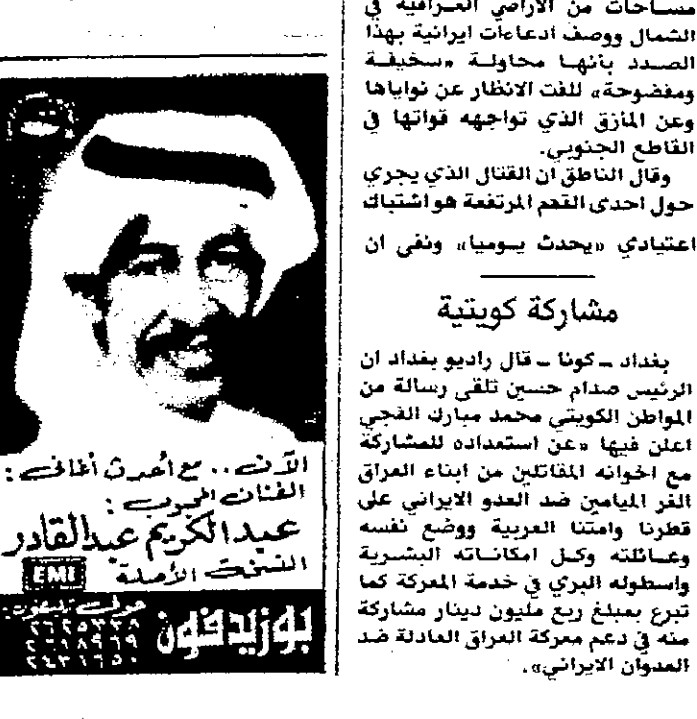 مساحات من الاراضي العراقية في
الشمال ووصف ادعاءات ايرانية بهذا
الصدد بأنها محاولة «سخيفة
ومفضوحة» للفت الانظار عن نواياها
وعن المأزق الذي تواجهه قواتها في
القاطع الجنوبي.
وقال الناطق ان القتال الذي يجري
حول احدى القمم المرتفعة هو اشتباك
اعتيادي «يحدث يوميا» ونفى ان
مشاركة كويتية
بغداد ـ كونا ـ قال راديو بغداد ان
الرئيس صدام حسين تلقى رسالة من
المواطن الكويتي محمد مبارك الفجي
اعلن فيها «عن استعداده للمشاركة
مع اخوانه المقاتلين من ابناء العراق
الغر الميامين ضد العدو الايراني على
قطرنا وامتنا العربية ووضع نفسه
وعائلته وكل امكاناته البشرية
واسطوله البري في خدمة المعركة كما
تبرع بمبلغ ربع مليون دينار مشاركة
منه في دعم معركة العراق العادلة ضد
العدوان الايراني».
الآن .. مع أحدث أغاني :
الفنان المحبوب :
عبدالكريم عبدالقادر
النسخة الأصلية
EMI
بوزيدفون
٢٦٢٥٣٣٨
٢٤٣١٦٥٠